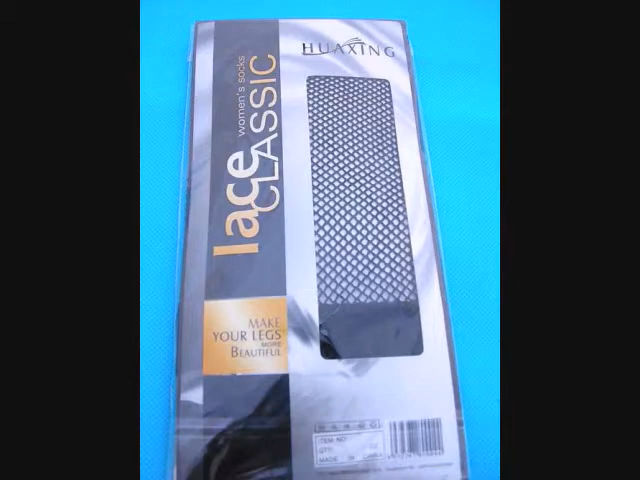 HUAXING
women's socks
lace
CLASSIC
MAKE
YOUR LEGS
MORE
BEAUTIFUL
ITEM NO
QTY:
MADE IN CHINA